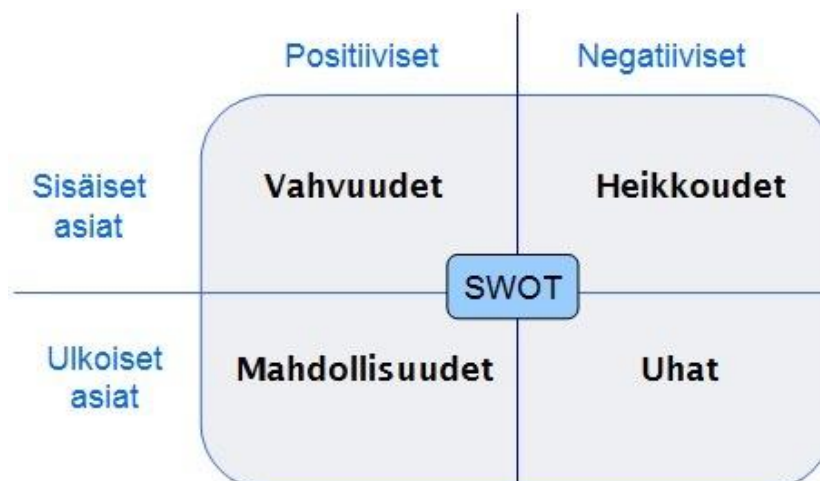 Positiiviset
Negatiiviset
Sisäiset
asiat
Vahvuudet
Heikkoudet
SWOT
Ulkoiset
asiat
Mahdollisuudet
Uhat